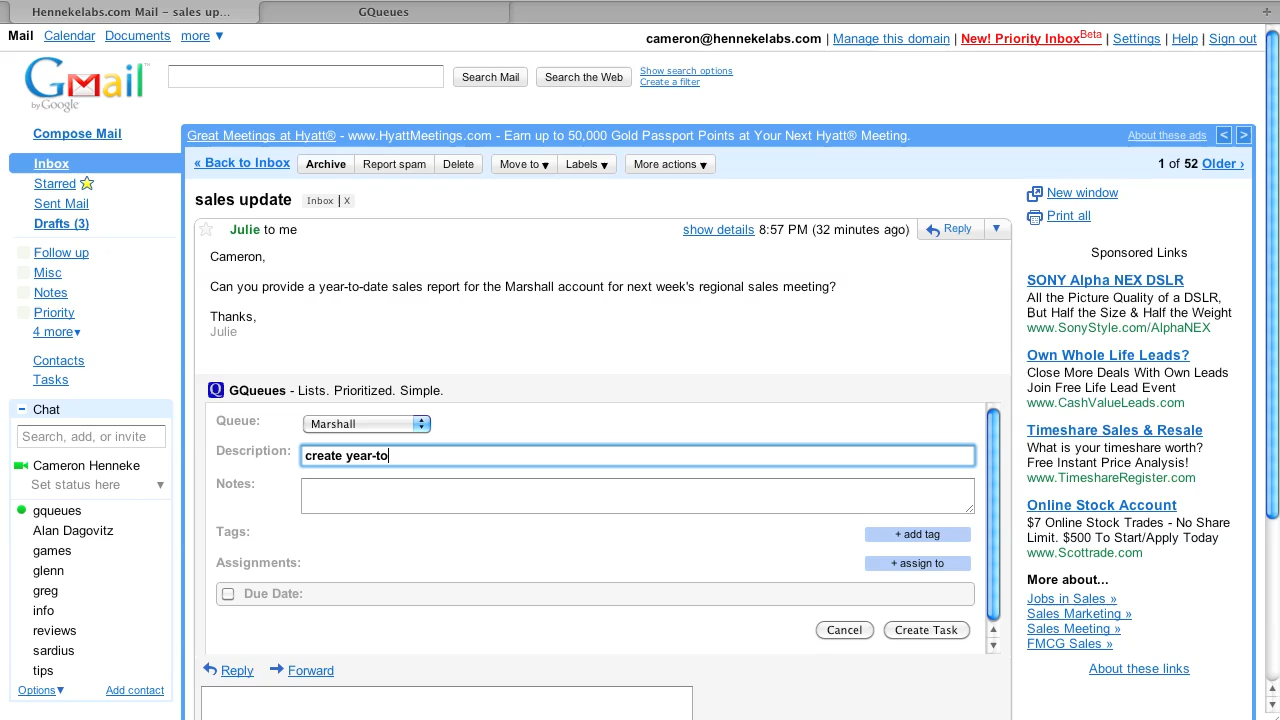 Hennekelabs.com Mail – sales up...
GQueues
Mail Calendar Documents more ▼
cameron@hennekelabs.com | Manage this domain | New! Priority Inbox Beta | Settings | Help | Sign out
Gmail
by Google
Search Mail
Search the Web
Show search options
Create a filter
Compose Mail
Inbox
Starred
Sent Mail
Drafts (3)
Follow up
Misc
Notes
Priority
4 more▼
Contacts
Tasks
Chat
Search, add, or invite
Cameron Henneke
Set status here
gqueues
Alan Dagovitz
games
glenn
greg
info
reviews
sardius
tips
Options▼ Add contact
Great Meetings at Hyatt® - www.HyattMeetings.com - Earn up to 50,000 Gold Passport Points at Your Next Hyatt® Meeting.
About these ads < >
« Back to Inbox Archive Report spam Delete Move to ▼ Labels ▼ More actions ▼
1 of 52 Older ›
sales update Inbox | X
Julie to me
show details 8:57 PM (32 minutes ago) Reply ▼
Cameron,
Can you provide a year-to-date sales report for the Marshall account for next week's regional sales meeting?
Thanks,
Julie
Q GQueues - Lists. Prioritized. Simple.
Queue: Marshall
Description: create year-to
Notes:
Tags: + add tag
Assignments: + assign to
Due Date:
Cancel Create Task
Reply Forward
New window
Print all
Sponsored Links
SONY Alpha NEX DSLR
All the Picture Quality of a DSLR,
But Half the Size & Half the Weight
www.SonyStyle.com/AlphaNEX
Own Whole Life Leads?
Close More Deals With Own Leads
Join Free Life Lead Event
www.CashValueLeads.com
Timeshare Sales & Resale
What is your timeshare worth?
Free Instant Price Analysis!
www.TimeshareRegister.com
Online Stock Account
$7 Online Stock Trades - No Share
Limit. $500 To Start/Apply Today
www.Scottrade.com
More about...
Jobs in Sales »
Sales Marketing »
Sales Meeting »
FMCG Sales »
About these links